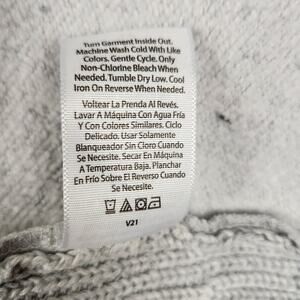 Turn Garment Inside Out.
Machine Wash Cold With Like
Colors. Gentle Cycle. Only
Non-Chlorine Bleach When
Needed. Tumble Dry Low. Cool
Iron On Reverse When Needed.
Voltear La Prenda Al Revés.
Lavar A Máquina Con Agua Fría
Y Con Colores Similares. Ciclo
Delicado. Usar Solamente
Blanqueador Sin Cloro Cuando
Se Necesite. Secar En Máquina
A Temperatura Baja. Planchar
En Frío Sobre El Reverso Cuando
Se Necesite.
V21